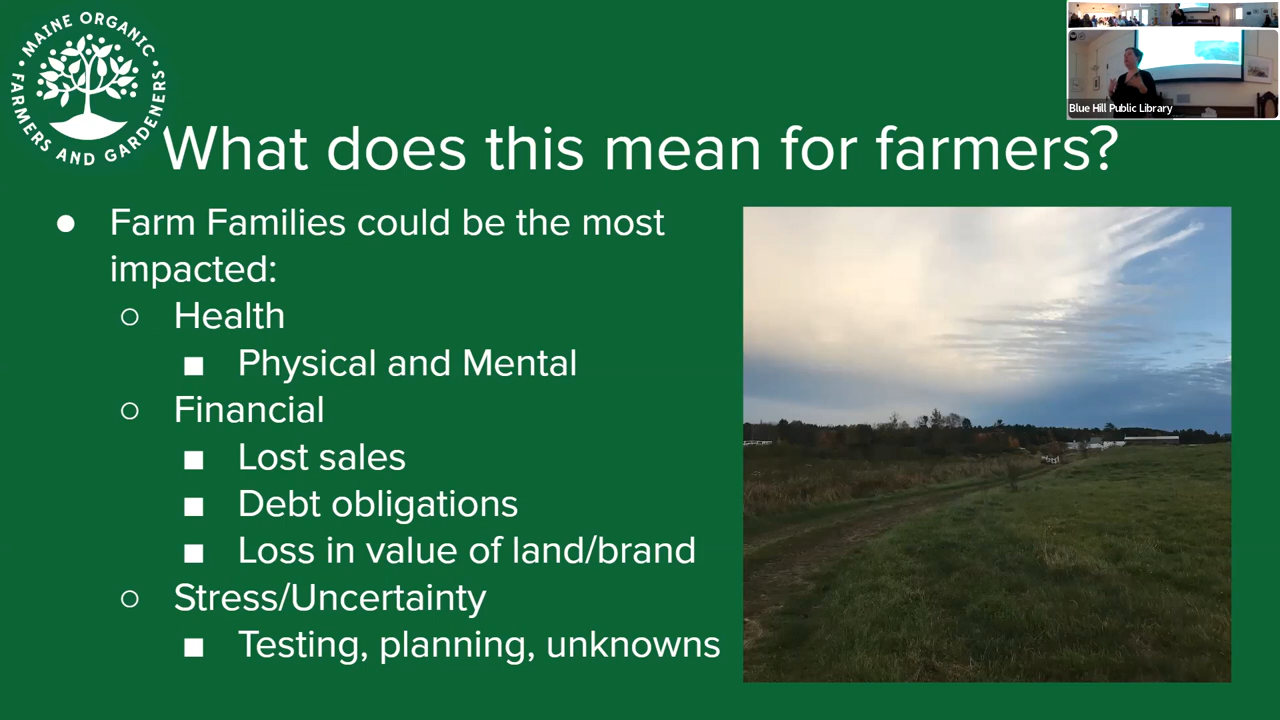 MAINE ORGANIC
FARMERS AND GARDENERS
Blue Hill Public Library
What does this mean for farmers?
● Farm Families could be the most
impacted:
○ Health
■ Physical and Mental
○ Financial
■ Lost sales
■ Debt obligations
■ Loss in value of land/brand
○ Stress/Uncertainty
■ Testing, planning, unknowns